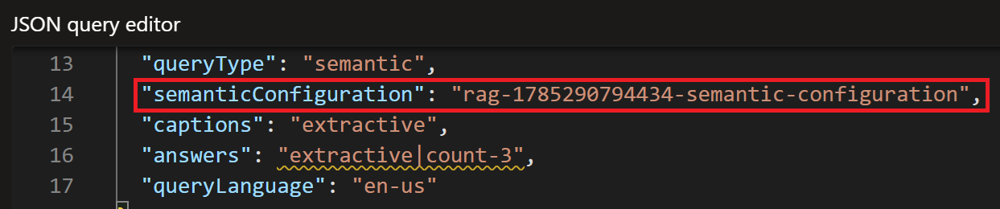 JSON query editor
13 "queryType": "semantic",
14 "semanticConfiguration": "rag-1785290794434-semantic-configuration",
15 "captions": "extractive",
16 "answers": "extractive|count-3",
17 "queryLanguage": "en-us"